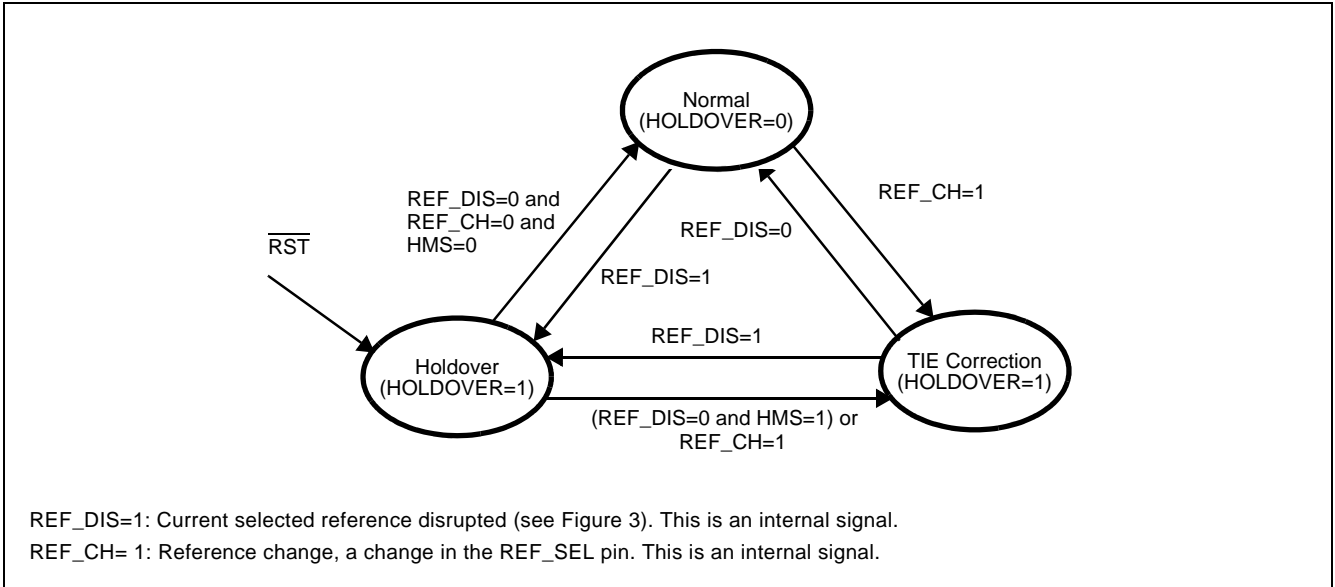 Normal
(HOLDOVER=0)
REF_DIS=0 and
REF_CH=0 and
HMS=0
REF_CH=1
REF_DIS=0
RST
REF_DIS=1
REF_DIS=1
Holdover
(HOLDOVER=1)
TIE Correction
(HOLDOVER=1)
(REF_DIS=0 and HMS=1) or
REF_CH=1
REF_DIS=1: Current selected reference disrupted (see Figure 3). This is an internal signal.
REF_CH= 1: Reference change, a change in the REF_SEL pin. This is an internal signal.